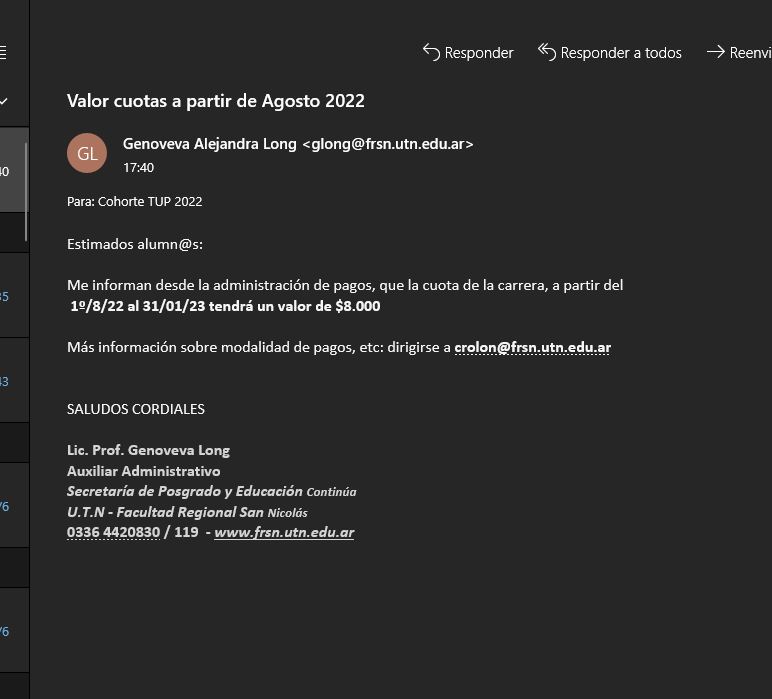 Responder Responder a todos Reenvi
Valor cuotas a partir de Agosto 2022
GL
Genoveva Alejandra Long <glong@frsn.utn.edu.ar>
17:40
Para: Cohorte TUP 2022
Estimados alumn@s:
Me informan desde la administración de pagos, que la cuota de la carrera, a partir del
1º/8/22 al 31/01/23 tendrá un valor de $8.000
Más información sobre modalidad de pagos, etc: dirigirse a crolon@frsn.utn.edu.ar
SALUDOS CORDIALES
Lic. Prof. Genoveva Long
Auxiliar Administrativo
Secretaría de Posgrado y Educación Continúa
U.T.N - Facultad Regional San Nicolás
0336 4420830 / 119 - www.frsn.utn.edu.ar